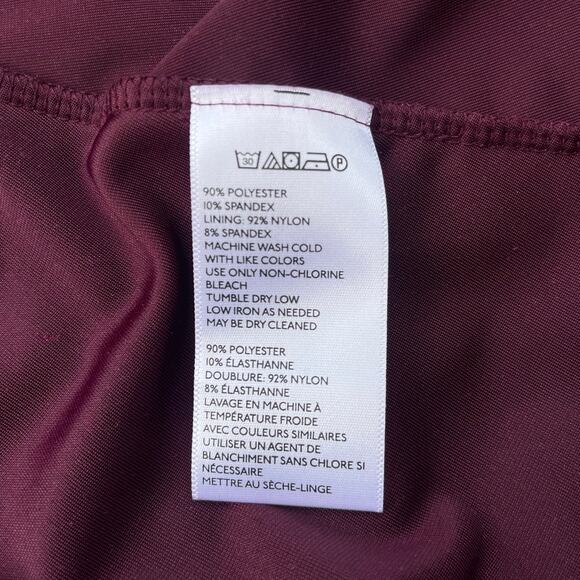 30 P
90% POLYESTER
10% SPANDEX
LINING: 92% NYLON
8% SPANDEX
MACHINE WASH COLD
WITH LIKE COLORS
USE ONLY NON-CHLORINE
BLEACH
TUMBLE DRY LOW
LOW IRON AS NEEDED
MAY BE DRY CLEANED
90% POLYESTER
10% ÉLASTHANNE
DOUBLURE: 92% NYLON
8% ÉLASTHANNE
LAVAGE EN MACHINE À
TEMPÉRATURE FROIDE
AVEC COULEURS SIMILAIRES
UTILISER UN AGENT DE
BLANCHIMENT SANS CHLORE SI
NÉCESSAIRE
METTRE AU SÈCHE-LINGE